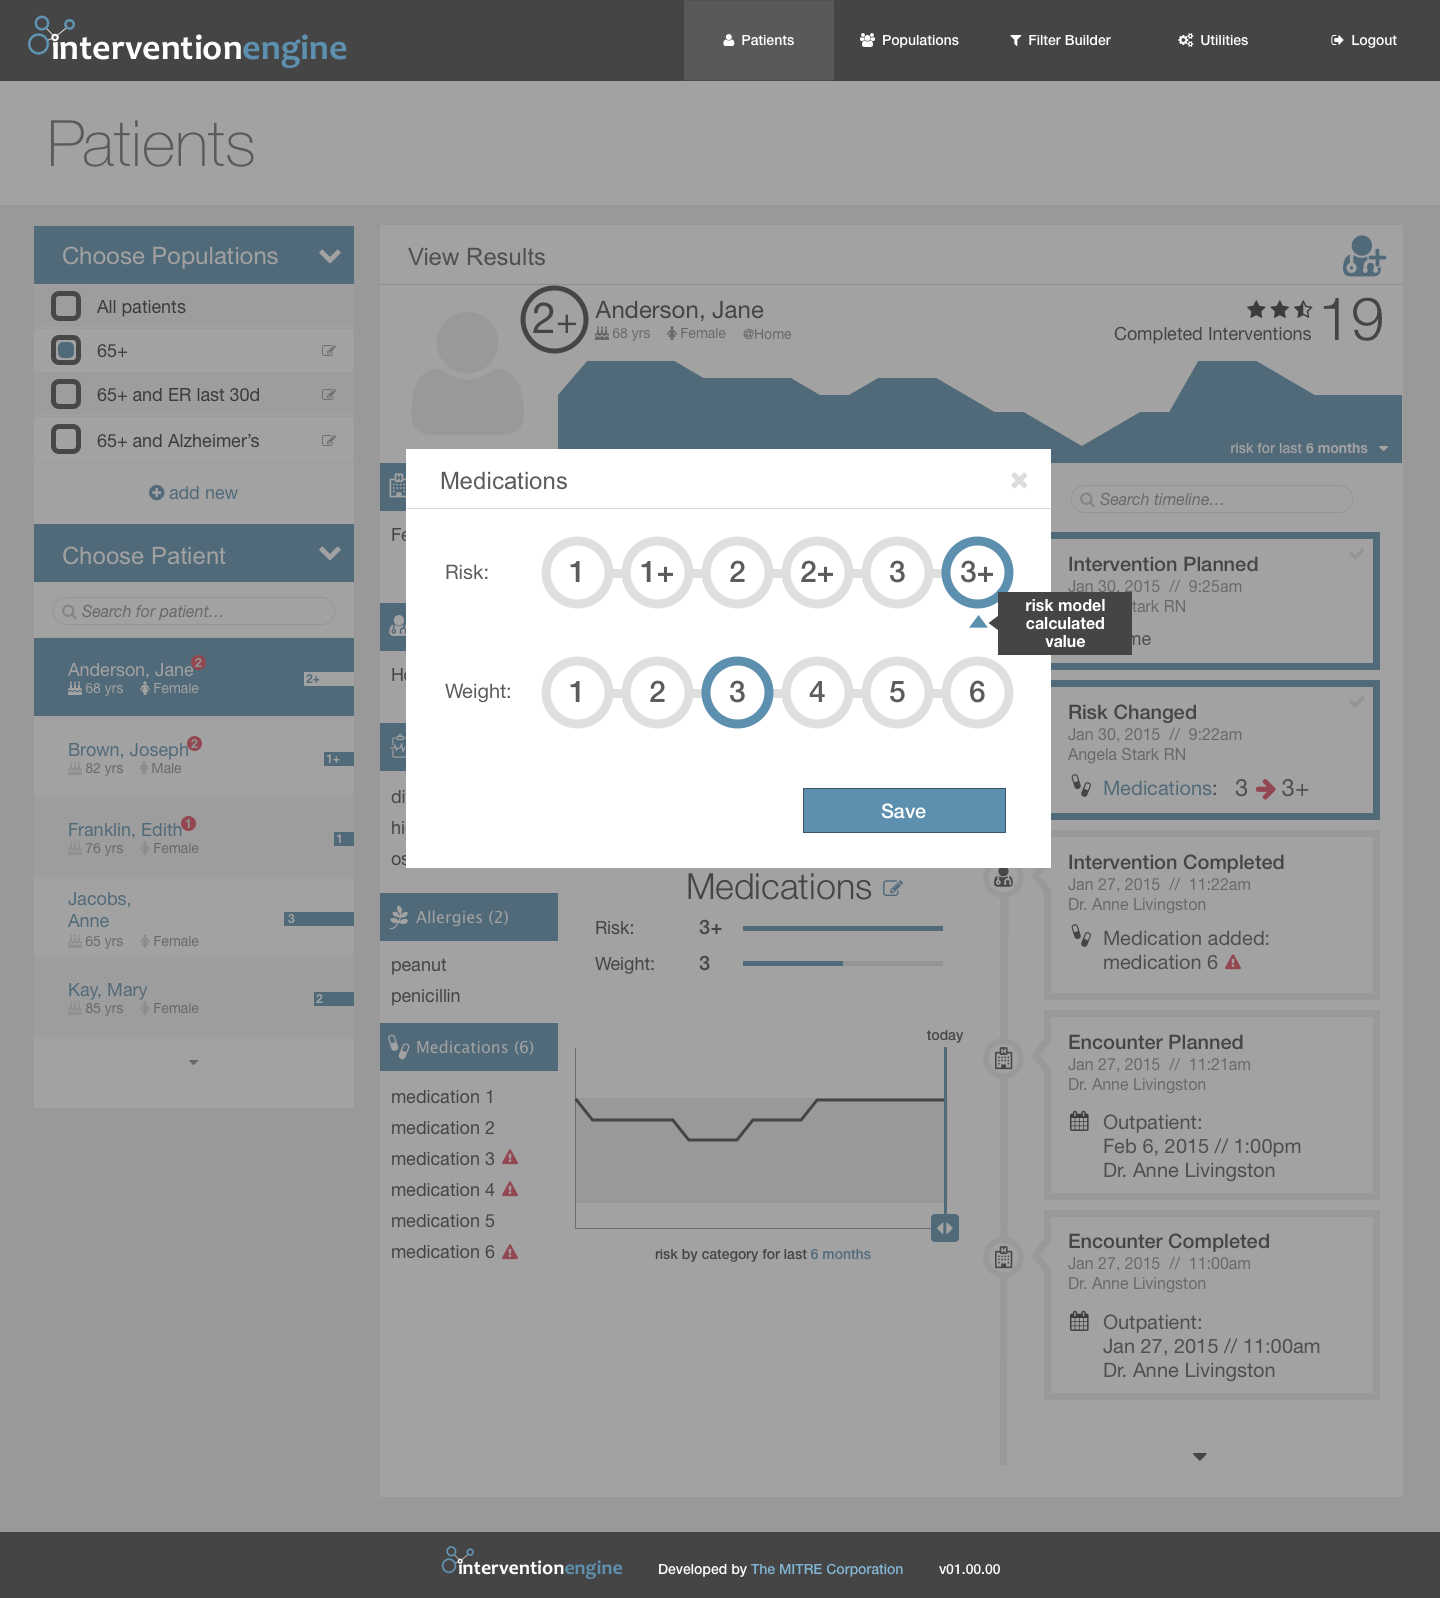 interventionengine
Patients
Populations
Filter Builder
Utilities
Logout
Patients
Choose Populations
All patients
65+
65+ and ER last 30d
65+ and Alzheimer's
add new
Choose Patient
Search for patient...
Anderson, Jane 2
68 yrs Female
2+
Brown, Joseph 2
82 yrs Male
1+
Franklin, Edith 1
76 yrs Female
1
Jacobs,
Anne
65 yrs Female
3
Kay, Mary
85 yrs Female
2
View Results
2+
Anderson, Jane
68 yrs Female @Home
Completed Interventions 19
risk for last 6 months
Medications
Risk: 1 1+ 2 2+ 3 3+
risk model
calculated
value
Weight: 1 2 3 4 5 6
Save
Fe
He
di
hi
os
Allergies (2)
peanut
penicillin
Medications (6)
medication 1
medication 2
medication 3
medication 4
medication 5
medication 6
Medications
Risk: 3+
Weight: 3
today
risk by category for last 6 months
Search timeline...
Intervention Planned
Jan 30, 2015 // 9:25am
tark RN
me
Risk Changed
Jan 30, 2015 // 9:22am
Angela Stark RN
Medications: 3 3+
Intervention Completed
Jan 27, 2015 // 11:22am
Dr. Anne Livingston
Medication added:
medication 6
Encounter Planned
Jan 27, 2015 // 11:21am
Dr. Anne Livingston
Outpatient:
Feb 6, 2015 // 1:00pm
Dr. Anne Livingston
Encounter Completed
Jan 27, 2015 // 11:00am
Dr. Anne Livingston
Outpatient:
Jan 27, 2015 // 11:00am
Dr. Anne Livingston
interventionengine
Developed by The MITRE Corporation
v01.00.00